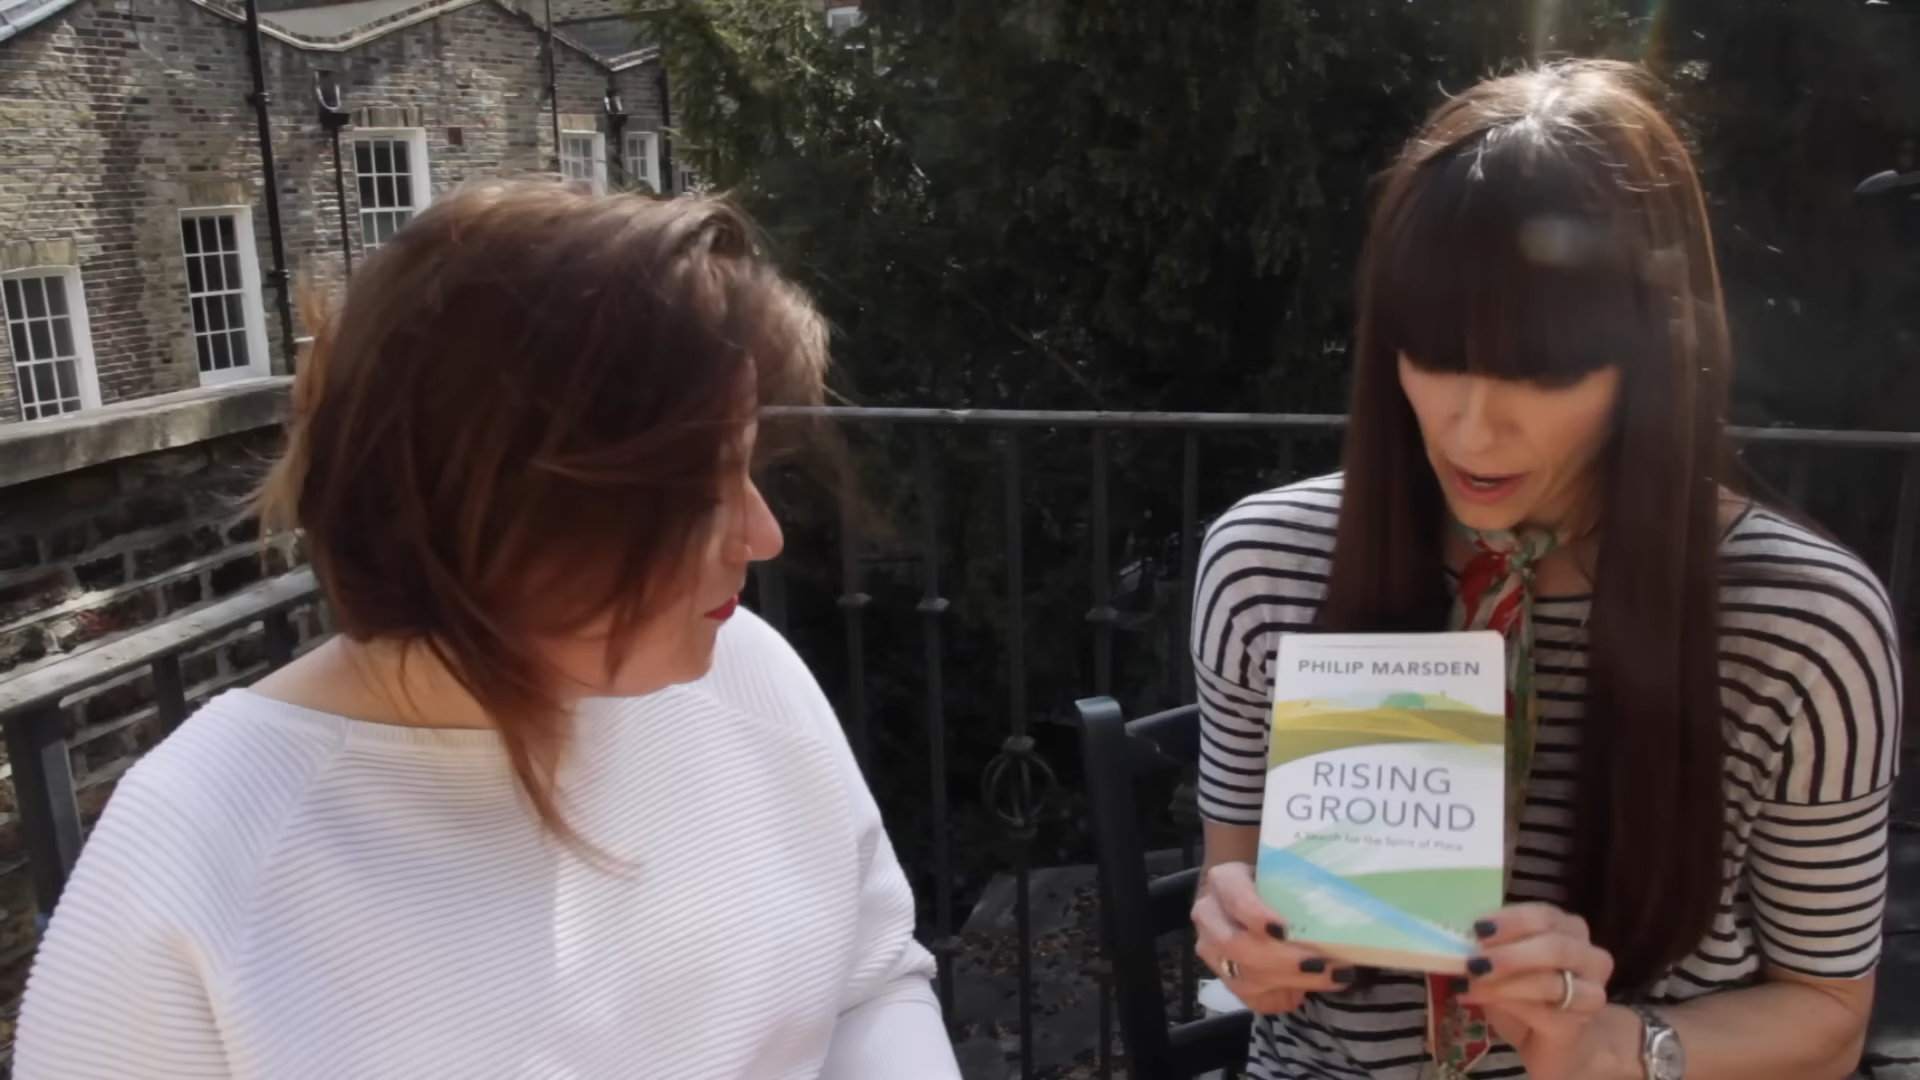 PHILIP MARSDEN
RISING
GROUND
A Search for the Spirit of Place